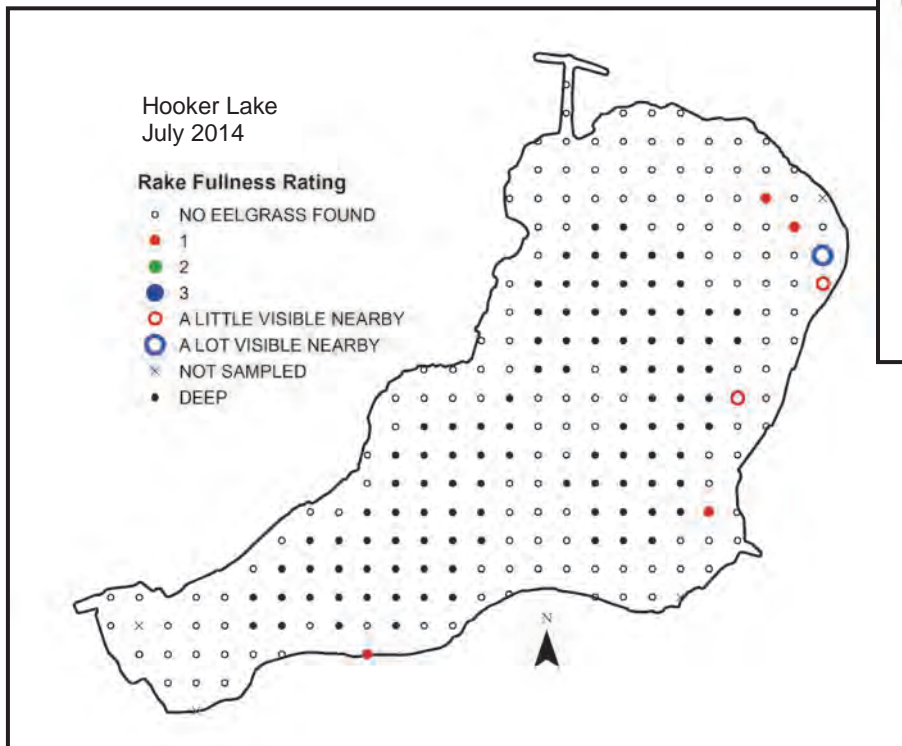 Hooker Lake
July 2014
Rake Fullness Rating
NO EELGRASS FOUND
1
2
3
A LITTLE VISIBLE NEARBY
A LOT VISIBLE NEARBY
NOT SAMPLED
DEEP
N